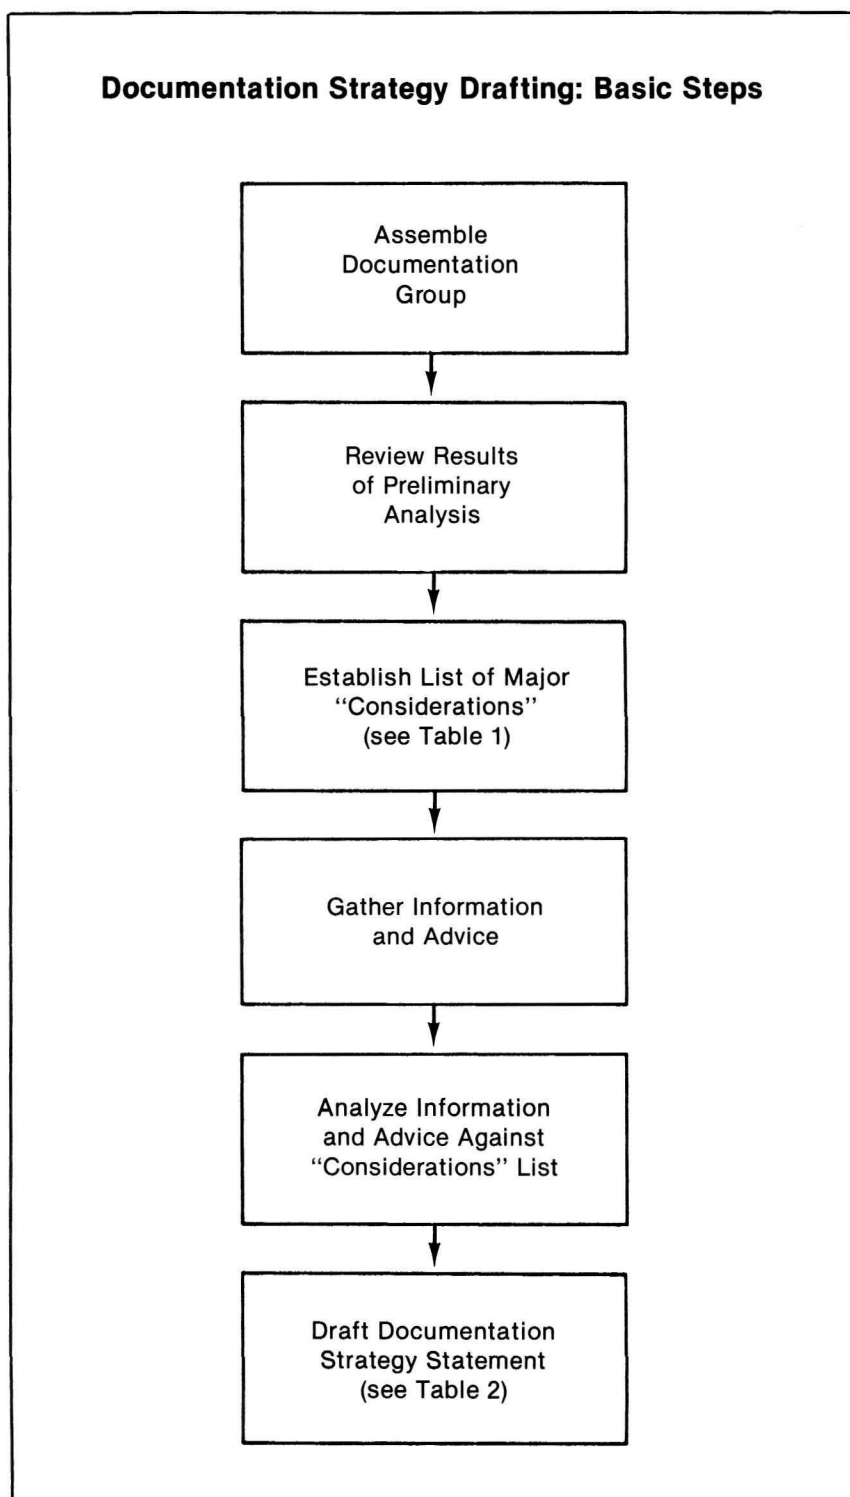 Documentation Strategy Drafting: Basic Steps
Assemble
Documentation
Group
Review Results
of Preliminary
Analysis
Establish List of Major
“Considerations”
(see Table 1)
Gather Information
and Advice
Analyze Information
and Advice Against
“Considerations” List
Draft Documentation
Strategy Statement
(see Table 2)